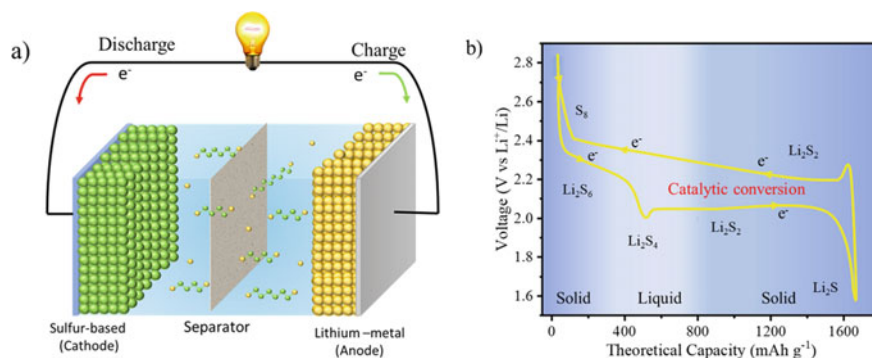 a)
Discharge
Charge
e-
e-
Sulfur-based
(Cathode)
Separator
Lithium –metal
(Anode)
b)
Voltage (V vs Li+/Li)
2.8
2.6
2.4
2.2
2.0
1.8
1.6
S8
e-
e-
Li2S2
e-
Li2S6
Catalytic conversion
e-
Li2S4
Li2S2
Li2S
Solid
Liquid
Solid
0
400
800
1200
1600
Theoretical Capacity (mAh g-1)